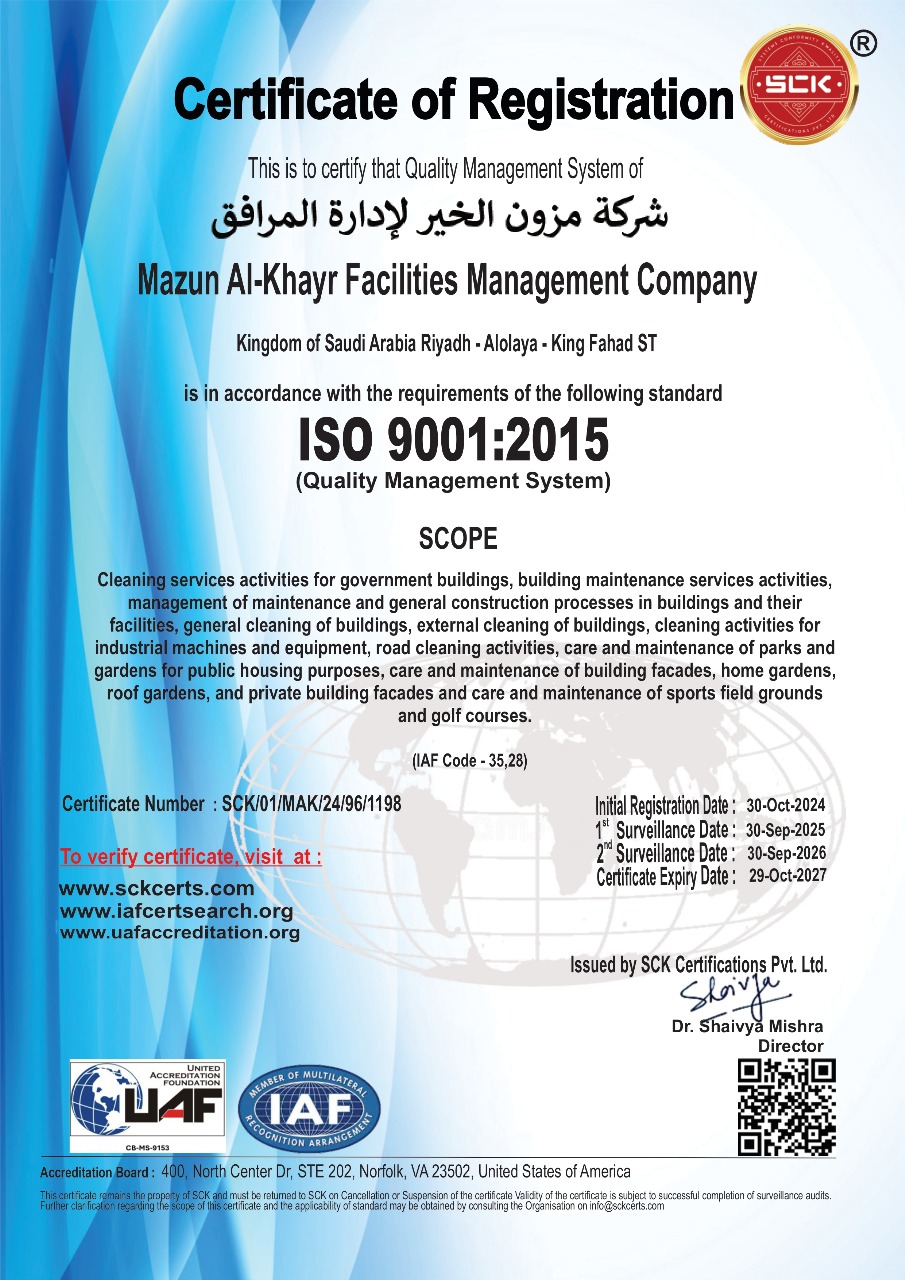 Certificate of Registration
SCK
®
SYSTEMS CONFORMITY KWALITY
CERTIFICATIONS PVT. LTD
This is to certify that Quality Management System of
شركة مزون الخير لإدارة المرافق
Mazun Al-Khayr Facilities Management Company
Kingdom of Saudi Arabia Riyadh - Alolaya - King Fahad ST
is in accordance with the requirements of the following standard
ISO 9001:2015
(Quality Management System)
SCOPE
Cleaning services activities for government buildings, building maintenance services activities,
management of maintenance and general construction processes in buildings and their
facilities, general cleaning of buildings, external cleaning of buildings, cleaning activities for
industrial machines and equipment, road cleaning activities, care and maintenance of parks and
gardens for public housing purposes, care and maintenance of building facades, home gardens,
roof gardens, and private building facades and care and maintenance of sports field grounds
and golf courses.
(IAF Code - 35,28)
Certificate Number : SCK/01/MAK/24/96/1198
Initial Registration Date : 30-Oct-2024
1st Surveillance Date : 30-Sep-2025
2nd Surveillance Date : 30-Sep-2026
Certificate Expiry Date : 29-Oct-2027
To verify certificate, visit at :
www.sckcerts.com
www.iafcertsearch.org
www.uafaccreditation.org
Issued by SCK Certifications Pvt. Ltd.
Shaivya
Dr. Shaivya Mishra
Director
UNITED
ACCREDITATION
FOUNDATION
UAF
CB-MS-9153
MEMBER OF MULTILATERAL
IAF
RECOGNITION ARRANGEMENT
Accreditation Board : 400, North Center Dr, STE 202, Norfolk, VA 23502, United States of America
This certificate remains the property of SCK and must be returned to SCK on Cancellation or Suspension of the certificate Validity of the certificate is subject to successful completion of surveillance audits.
Further clarification regarding the scope of this certificate and the applicability of standard may be obtained by consulting the Organisation on info@sckcerts.com